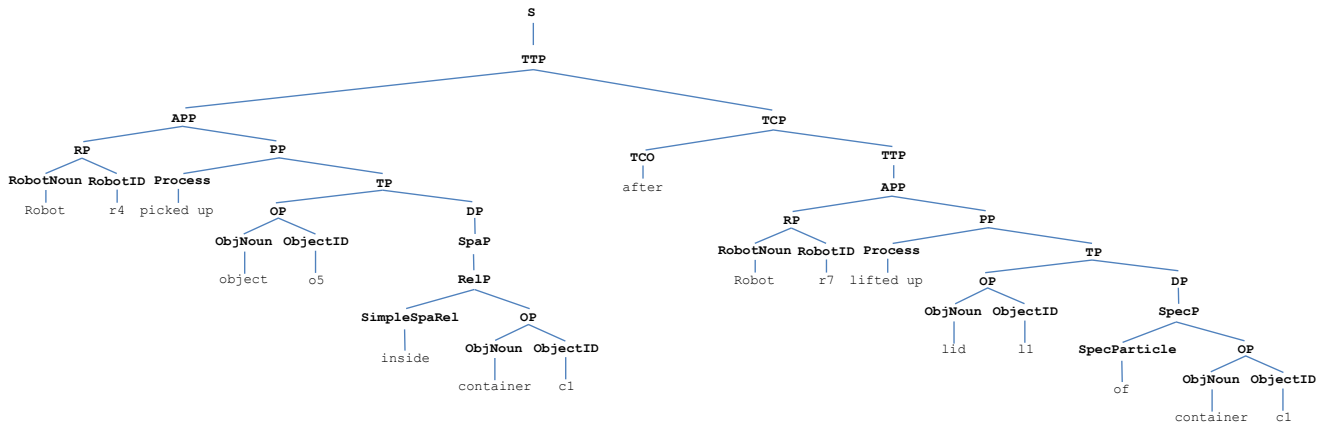 S
TTP
APP
TCP
RP PP
TCO TTP
RobotNoun RobotID Process TP
after APP
Robot r4 picked up OP DP
RP PP
ObjNoun ObjectID SpaP
RobotNoun RobotID Process TP
object o5 RelP
Robot r7 lifted up OP DP
SimpleSpaRel OP
ObjNoun ObjectID SpecP
inside ObjNoun ObjectID
lid l1 SpecParticle OP
container c1
of ObjNoun ObjectID
container c1